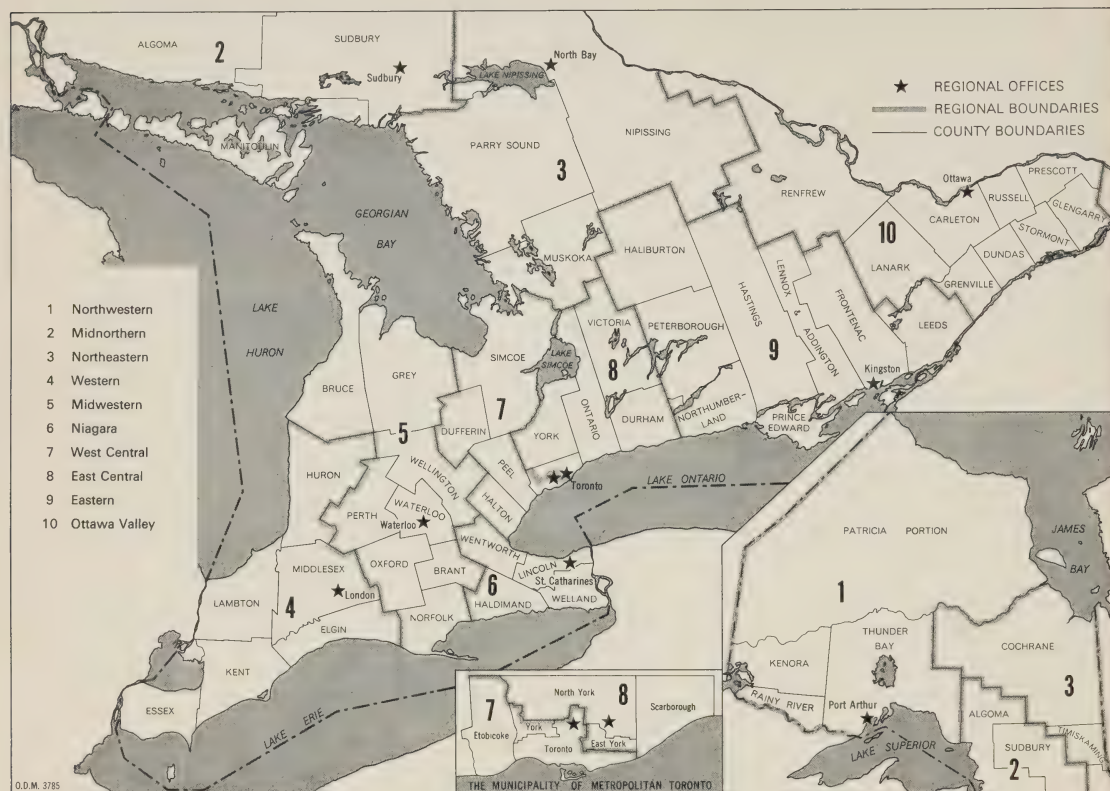 ALGOMA
2
SUDBURY
Sudbury
LAKE NIPISSING
North Bay
★ REGIONAL OFFICES
REGIONAL BOUNDARIES
COUNTY BOUNDARIES
MANITOULIN
PARRY SOUND
3
NIPISSING
RENFREW
Ottawa
PRESCOTT
RUSSELL
GLENGARRY
CARLETON
STORMONT
10
DUNDAS
LANARK
GRENVILLE
LEEDS
GEORGIAN
BAY
MUSKOKA
HALIBURTON
HASTINGS
LENNOX & ADDINGTON
FRONTENAC
9
Kingston
1 Northwestern
2 Midnorthern
3 Northeastern
4 Western
5 Midwestern
6 Niagara
7 West Central
8 East Central
9 Eastern
10 Ottawa Valley
LAKE
HURON
BRUCE
GREY
SIMCOE
LAKE
SIMCOE
VICTORIA
PETERBOROUGH
8
7
5
DUFFERIN
YORK
ONTARIO
DURHAM
NORTHUMBER-
LAND
PRINCE
EDWARD
HURON
WELLINGTON
PEEL
HALTON
Toronto
LAKE ONTARIO
PERTH
WATERLOO
Waterloo
WENTWORTH
LINCOLN
St. Catharines
MIDDLESEX
OXFORD
BRANT
London
6
WELLAND
HALDIMAND
LAMBTON
4
ELGIN
NORFOLK
KENT
ESSEX
LAKE ERIE
7
Etobicoke
North York
8
Scarborough
York
Toronto
East York
THE MUNICIPALITY OF METROPOLITAN TORONTO
PATRICIA PORTION
JAMES
BAY
1
KENORA
THUNDER
BAY
RAINY RIVER
Port Arthur
LAKE SUPERIOR
COCHRANE
3
ALGOMA
TIMISKAMING
SUDBURY
2
O.D.M. 3785